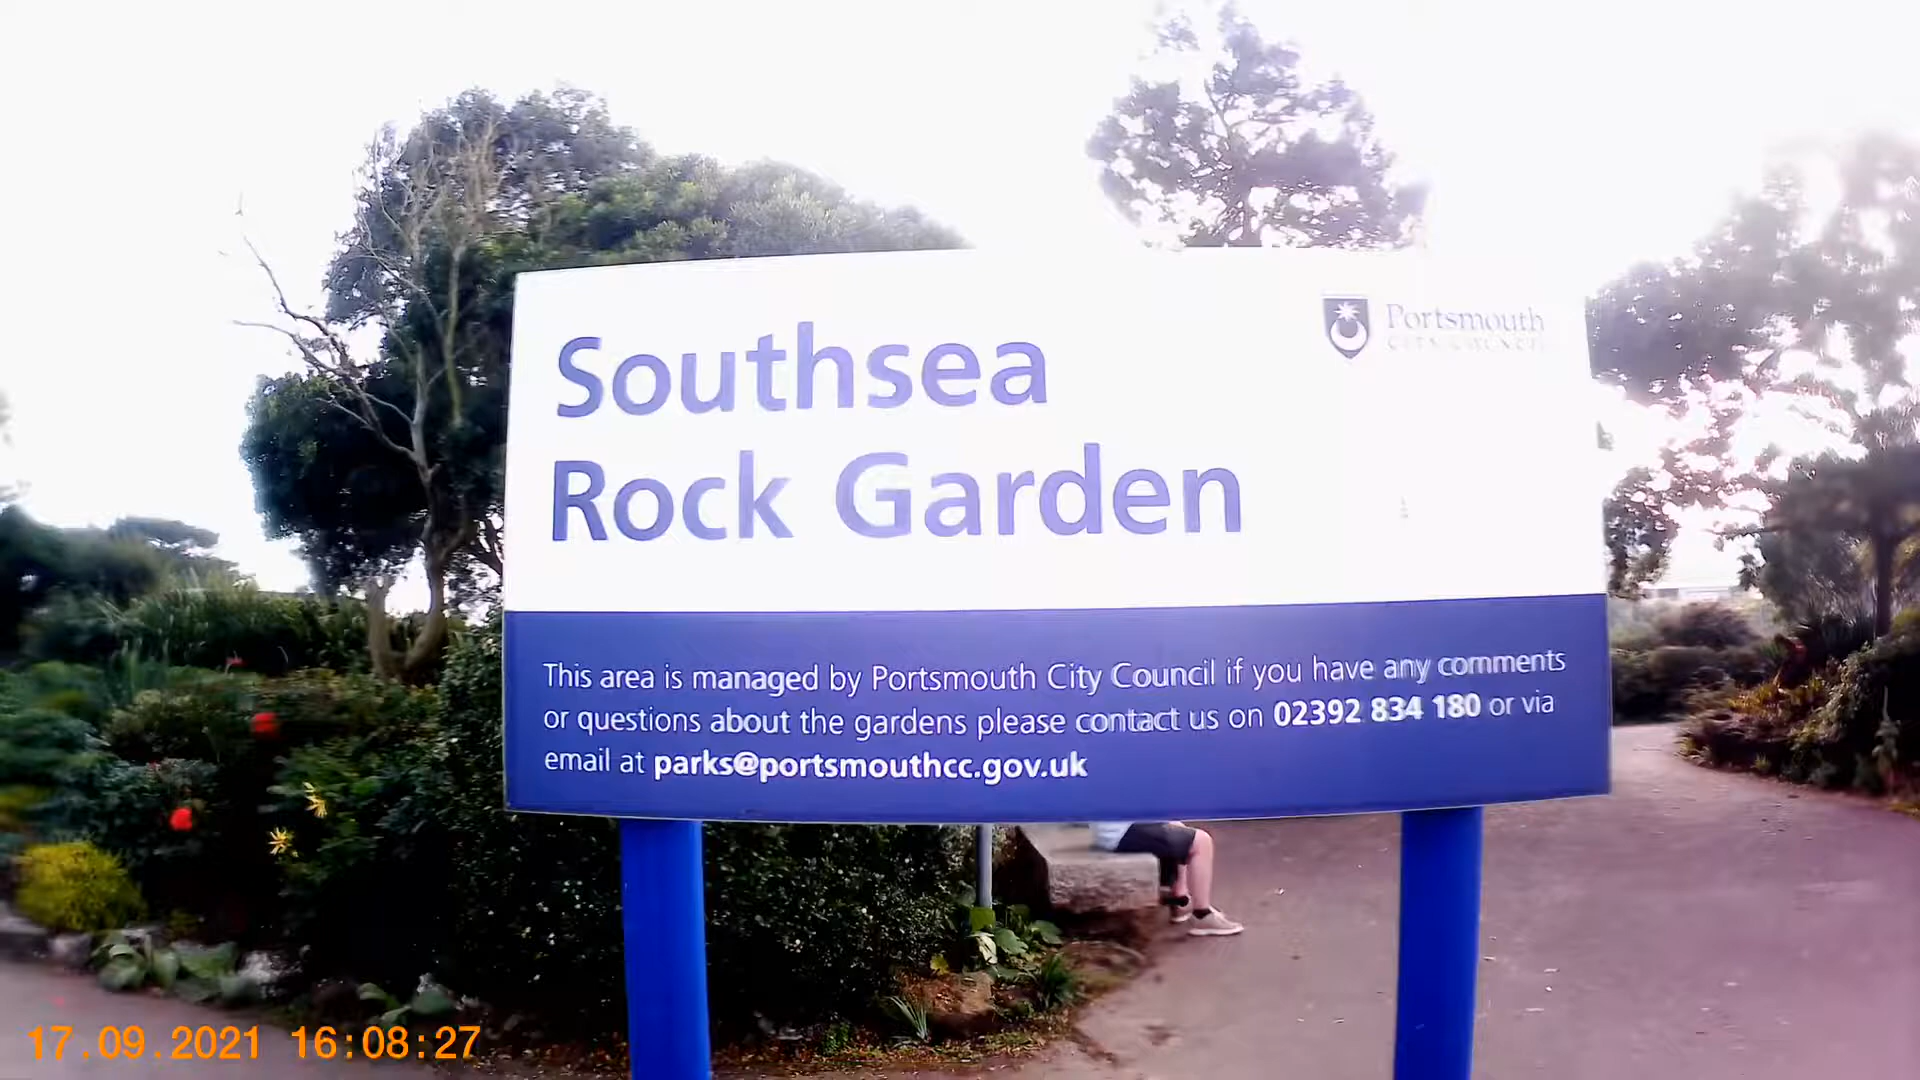 Southsea
Rock Garden
Portsmouth
CITY COUNCIL
This area is managed by Portsmouth City Council if you have any comments
or questions about the gardens please contact us on 02392 834 180 or via
email at parks@portsmouthcc.gov.uk
17.09.2021 16:08:27